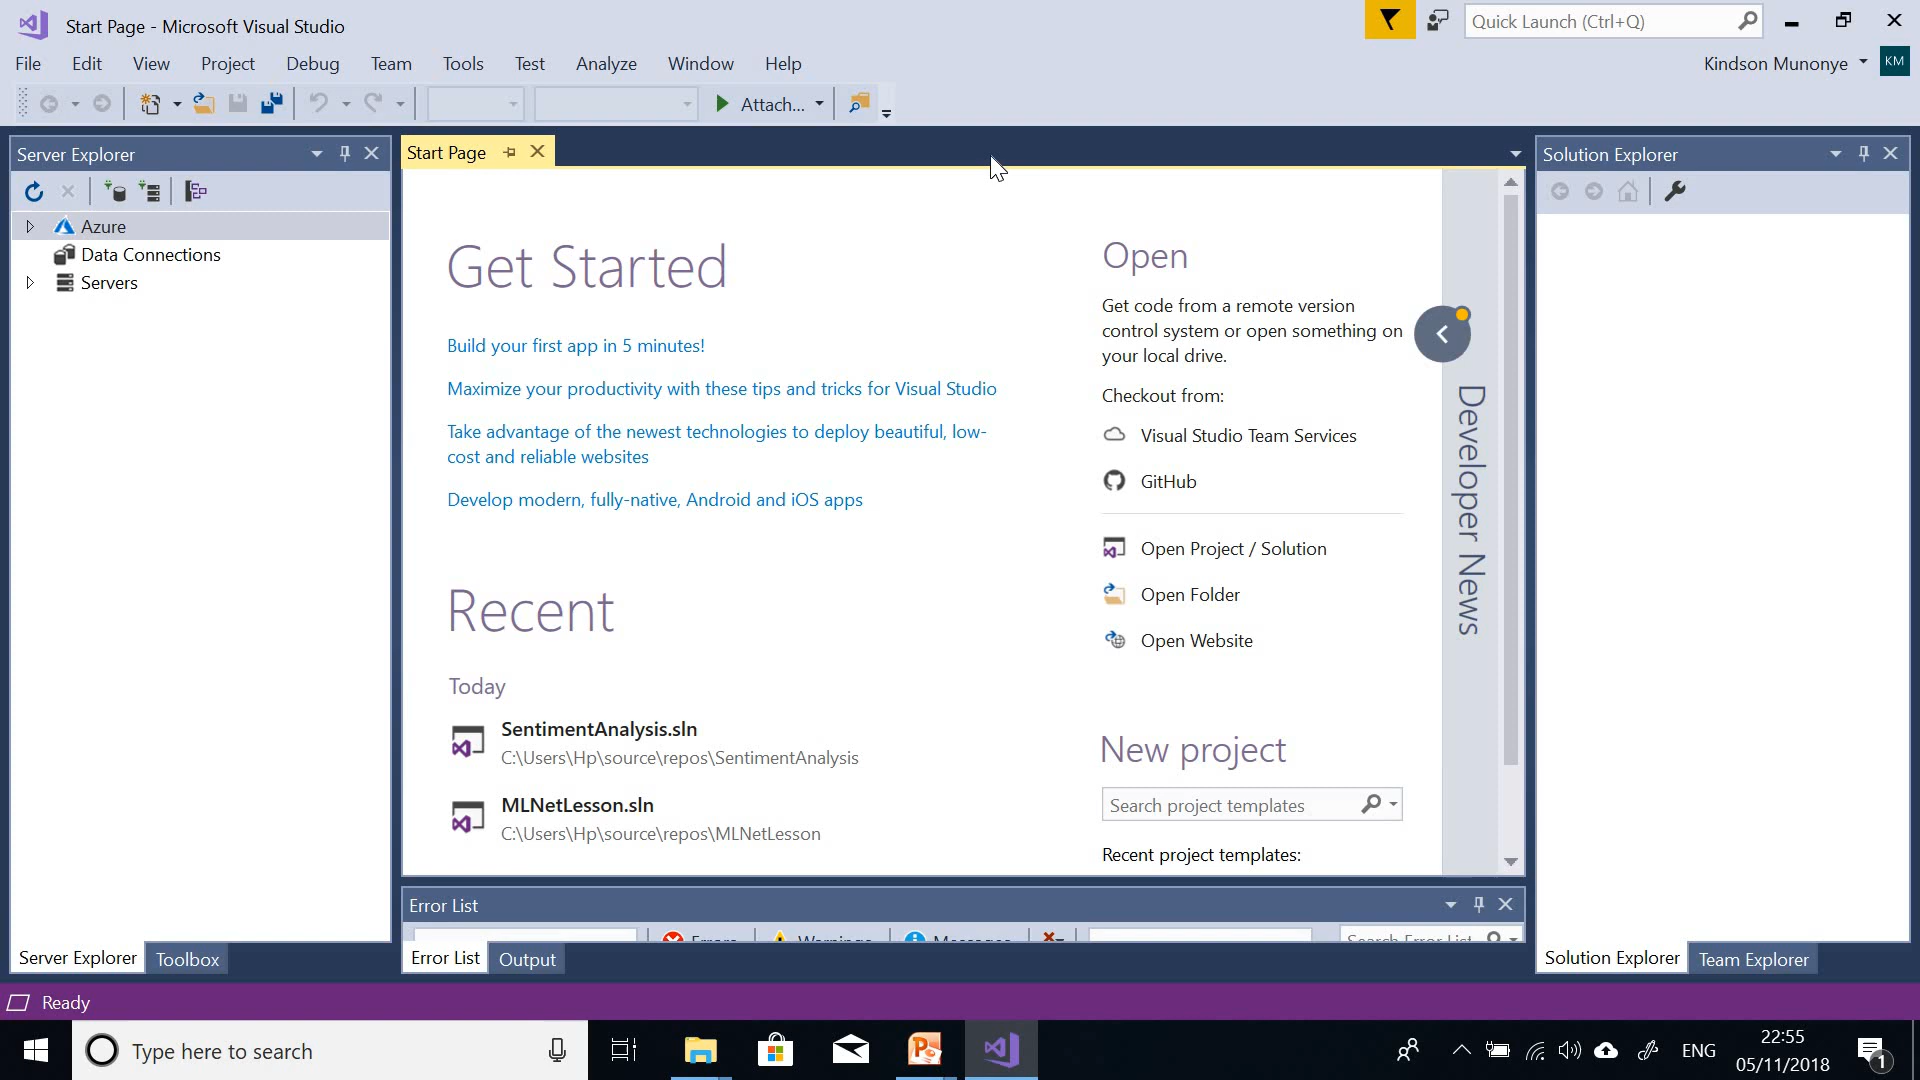 Start Page - Microsoft Visual Studio
Quick Launch (Ctrl+Q)
File Edit View Project Debug Team Tools Test Analyze Window Help
Kindson Munonye KM
Attach...
Server Explorer
Azure
Data Connections
Servers
Server Explorer Toolbox
Start Page
Get Started
Build your first app in 5 minutes!
Maximize your productivity with these tips and tricks for Visual Studio
Take advantage of the newest technologies to deploy beautiful, low-
cost and reliable websites
Develop modern, fully-native, Android and iOS apps
Recent
Today
SentimentAnalysis.sln
C:\Users\Hp\source\repos\SentimentAnalysis
MLNetLesson.sln
C:\Users\Hp\source\repos\MLNetLesson
Open
Get code from a remote version
control system or open something on
your local drive.
Checkout from:
Visual Studio Team Services
GitHub
Open Project / Solution
Open Folder
Open Website
New project
Search project templates
Recent project templates:
Developer News
Error List
Errors Warnings Messages Search Error List
Error List Output
Solution Explorer
Solution Explorer Team Explorer
Ready
Type here to search
ENG
22:55
05/11/2018
1